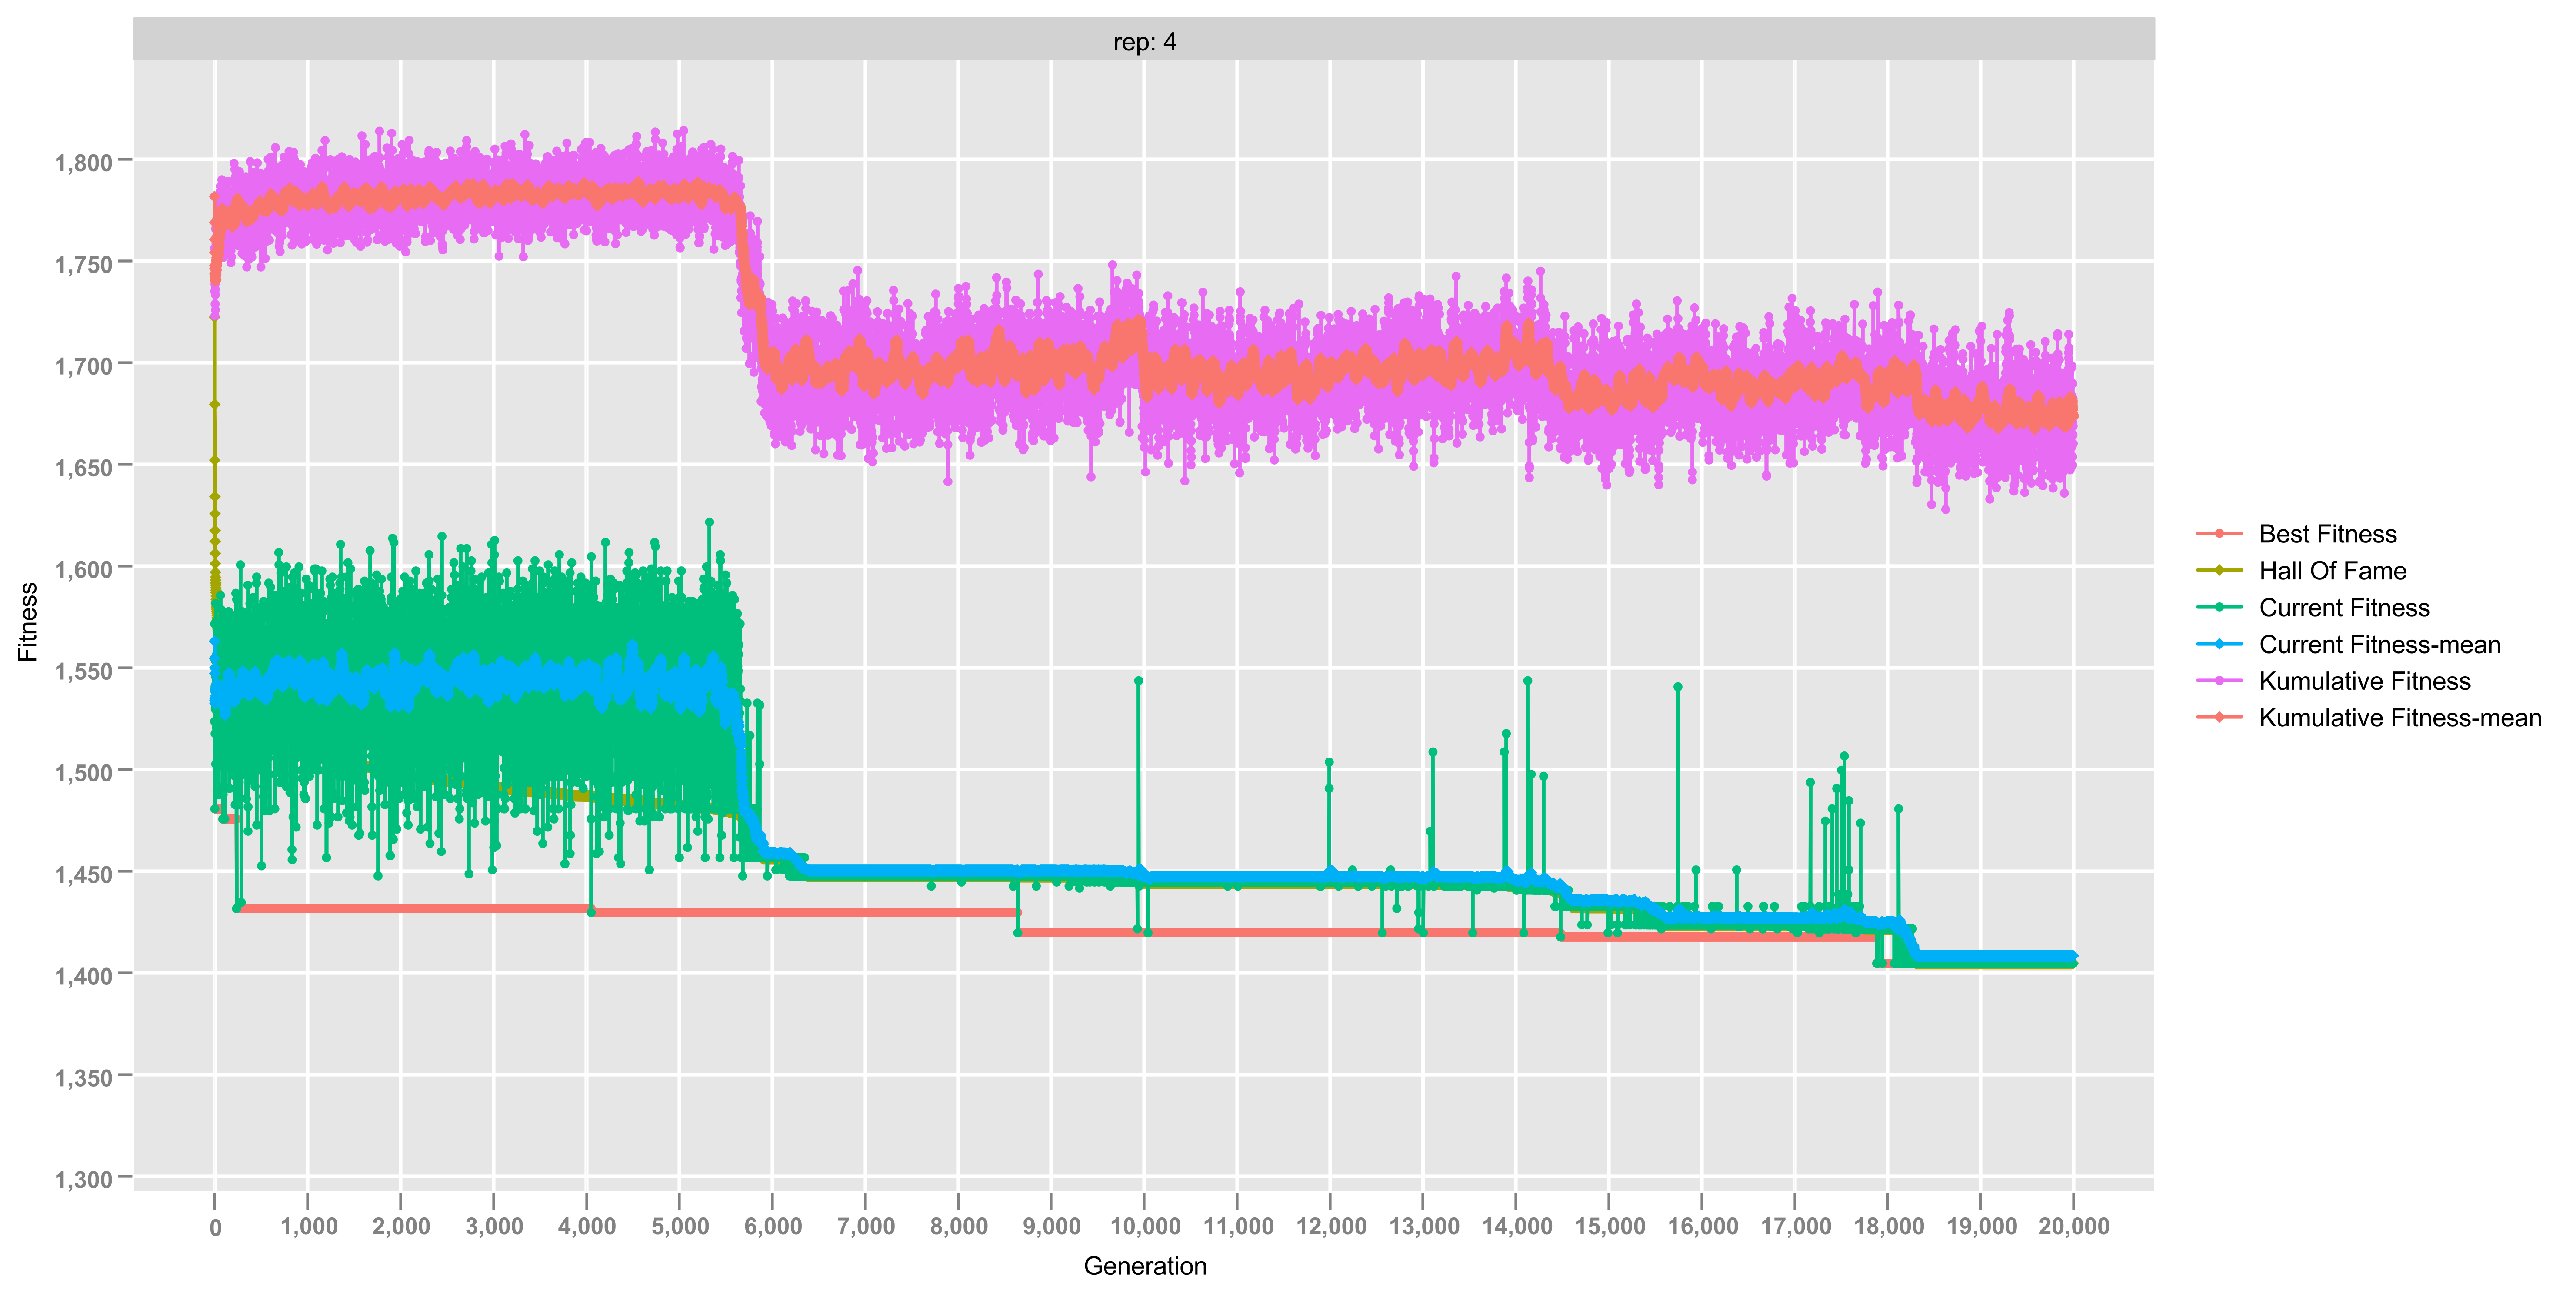 rep: 4
1,800
1,750
1,700
1,650
1,600
1,550
1,500
1,450
1,400
1,350
1,300
Fitness
0 1,000 2,000 3,000 4,000 5,000 6,000 7,000 8,000 9,000 10,000 11,000 12,000 13,000 14,000 15,000 16,000 17,000 18,000 19,000 20,000
Generation
Best Fitness
Hall Of Fame
Current Fitness
Current Fitness-mean
Kumulative Fitness
Kumulative Fitness-mean